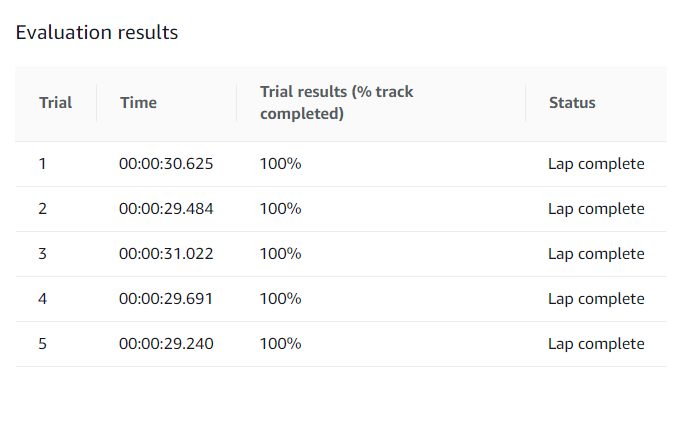 Evaluation results
Trial Time Trial results (% track completed) Status
1 00:00:30.625 100% Lap complete
2 00:00:29.484 100% Lap complete
3 00:00:31.022 100% Lap complete
4 00:00:29.691 100% Lap complete
5 00:00:29.240 100% Lap complete